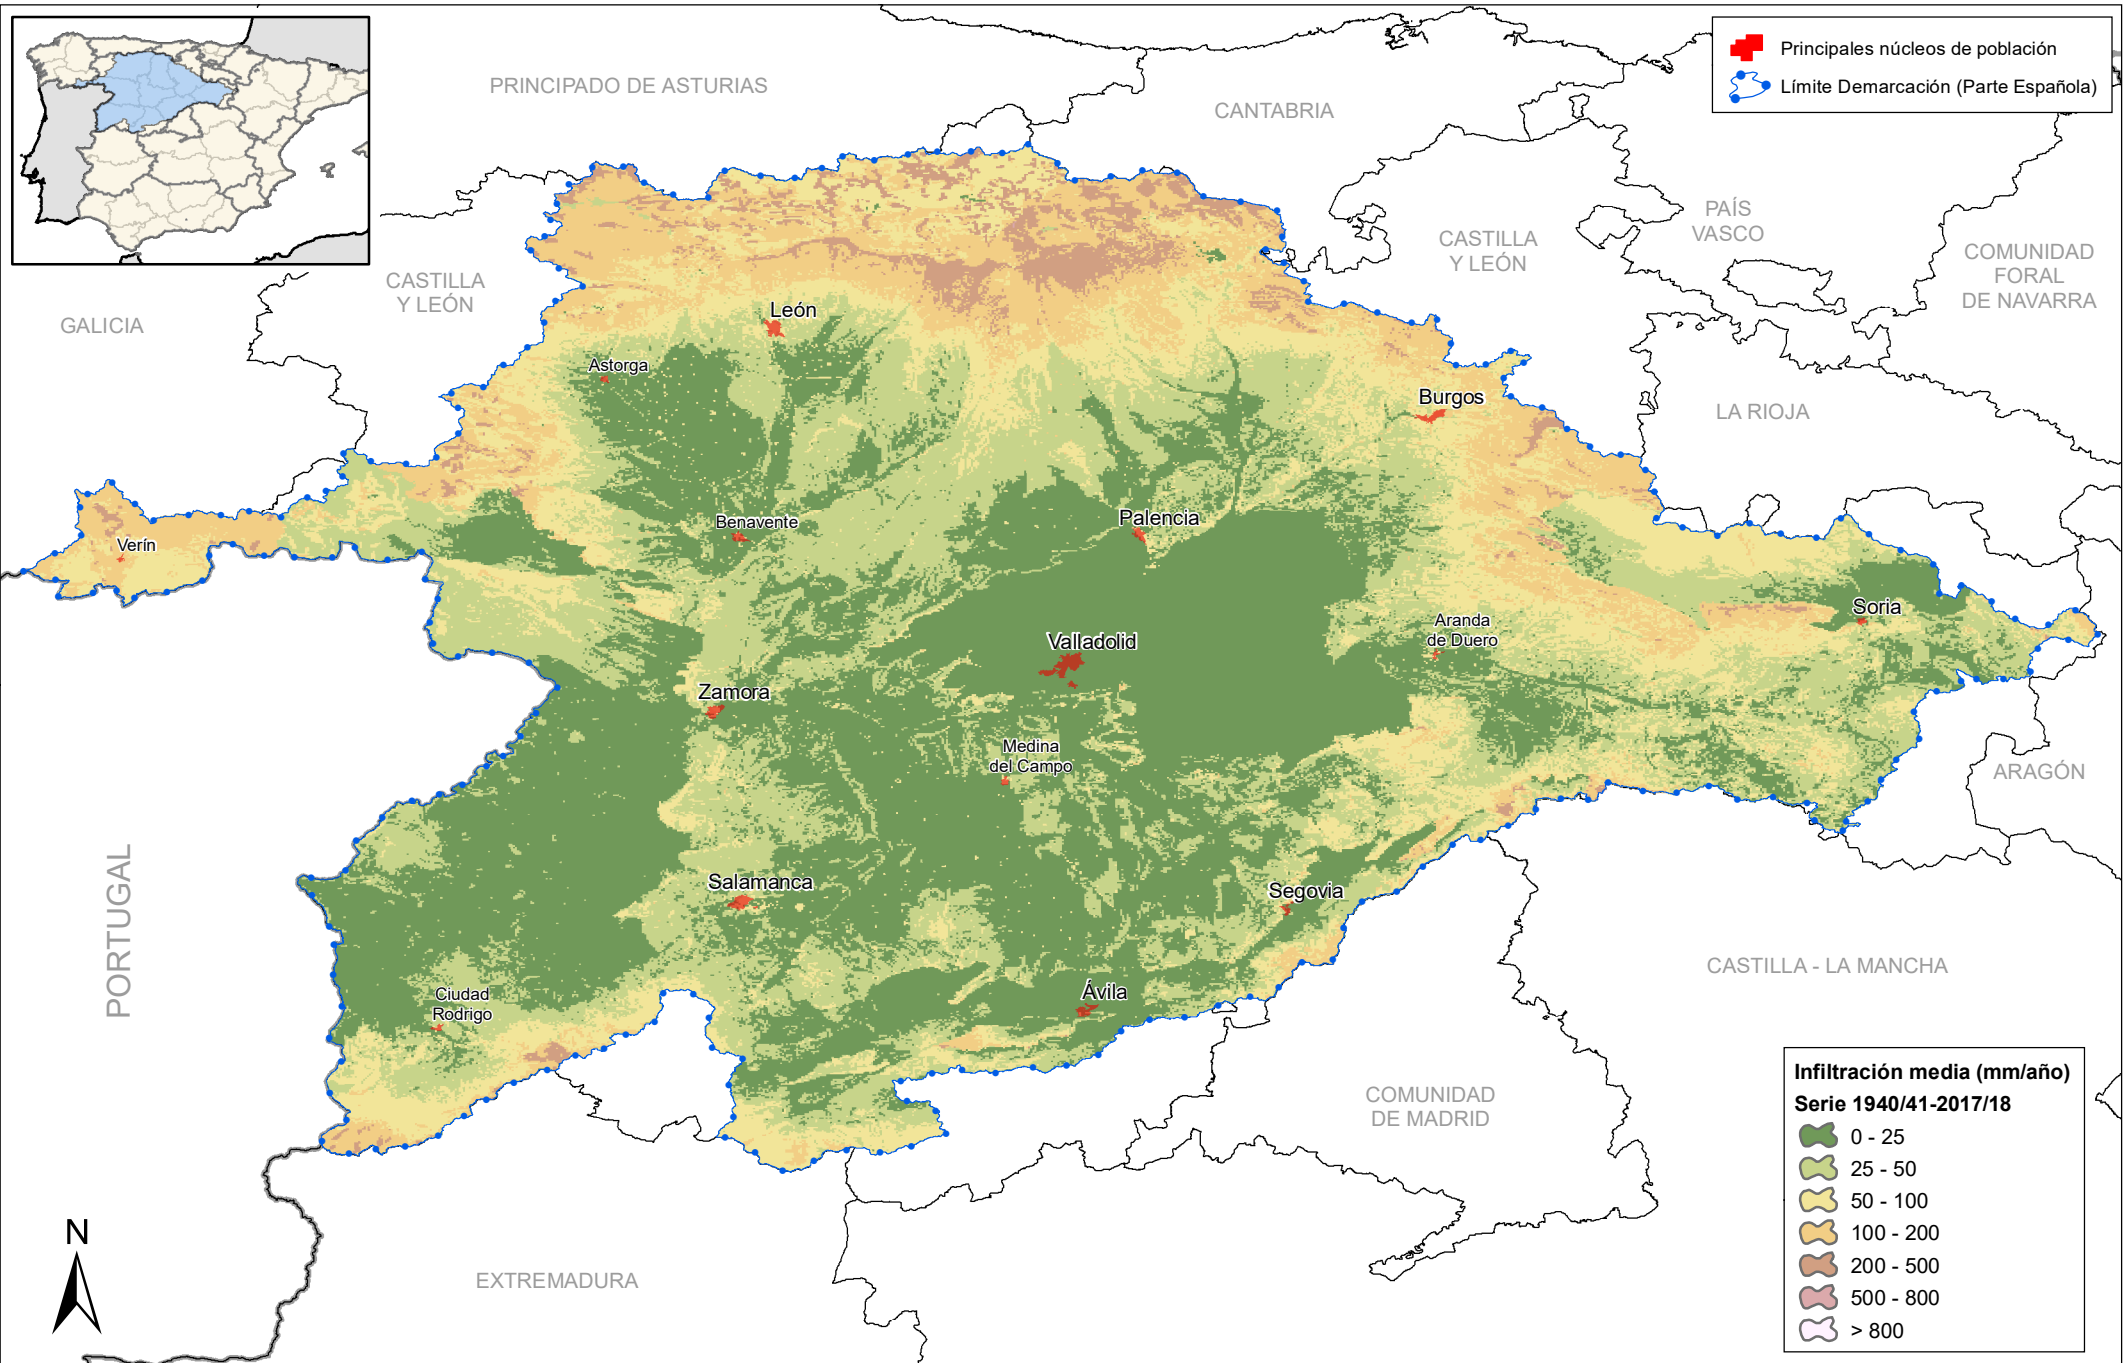 Principales núcleos de población
Límite Demarcación (Parte Española)
PRINCIPADO DE ASTURIAS
CANTABRIA
PAÍS
VASCO
CASTILLA
Y LEÓN
COMUNIDAD
FORAL
DE NAVARRA
CASTILLA
Y LEÓN
GALICIA
León
Astorga
Burgos
LA RIOJA
Benavente
Palencia
Verín
Soria
Aranda
de Duero
Valladolid
Zamora
Medina
del Campo
ARAGÓN
PORTUGAL
Salamanca
Segovia
CASTILLA - LA MANCHA
Ciudad
Rodrigo
Ávila
COMUNIDAD
DE MADRID
EXTREMADURA
N
Infiltración media (mm/año)
Serie 1940/41-2017/18
0 - 25
25 - 50
50 - 100
100 - 200
200 - 500
500 - 800
> 800